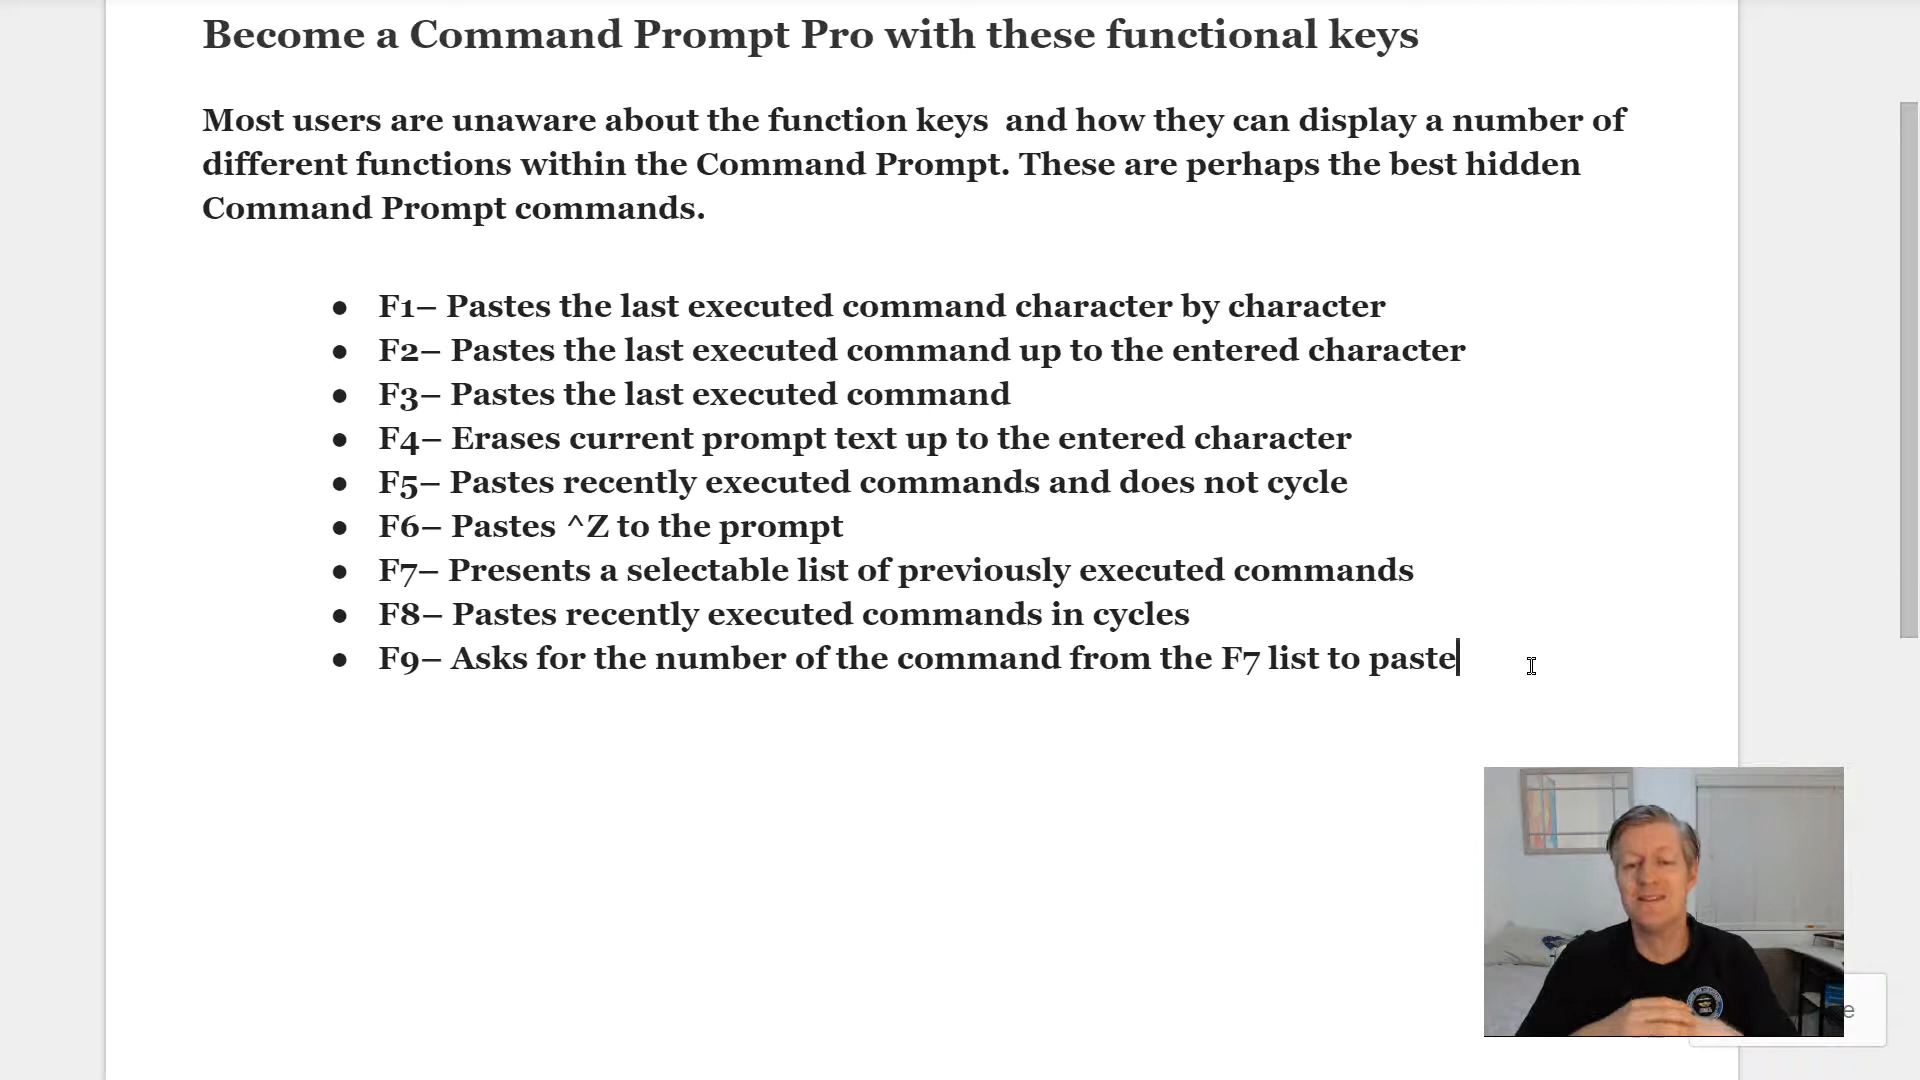 Become a Command Prompt Pro with these functional keys
Most users are unaware about the function keys  and how they can display a number of
different functions within the Command Prompt. These are perhaps the best hidden
Command Prompt commands.
● F1– Pastes the last executed command character by character
● F2– Pastes the last executed command up to the entered character
● F3– Pastes the last executed command
● F4– Erases current prompt text up to the entered character
● F5– Pastes recently executed commands and does not cycle
● F6– Pastes ^Z to the prompt
● F7– Presents a selectable list of previously executed commands
● F8– Pastes recently executed commands in cycles
● F9– Asks for the number of the command from the F7 list to paste